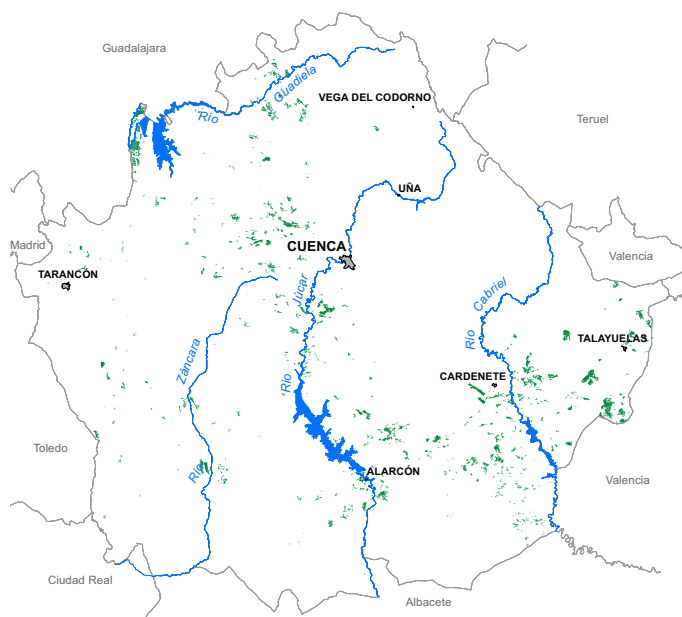 Guadalajara
Río Guadiela
VEGA DEL CODORNO
Teruel
UÑA
Madrid
CUENCA
Valencia
TARANCÓN
Júcar
Río Cabriel
TALAYUELAS
Záncara
CARDENETE
Río
Toledo
Río
ALARCÓN
Valencia
Ciudad Real
Albacete